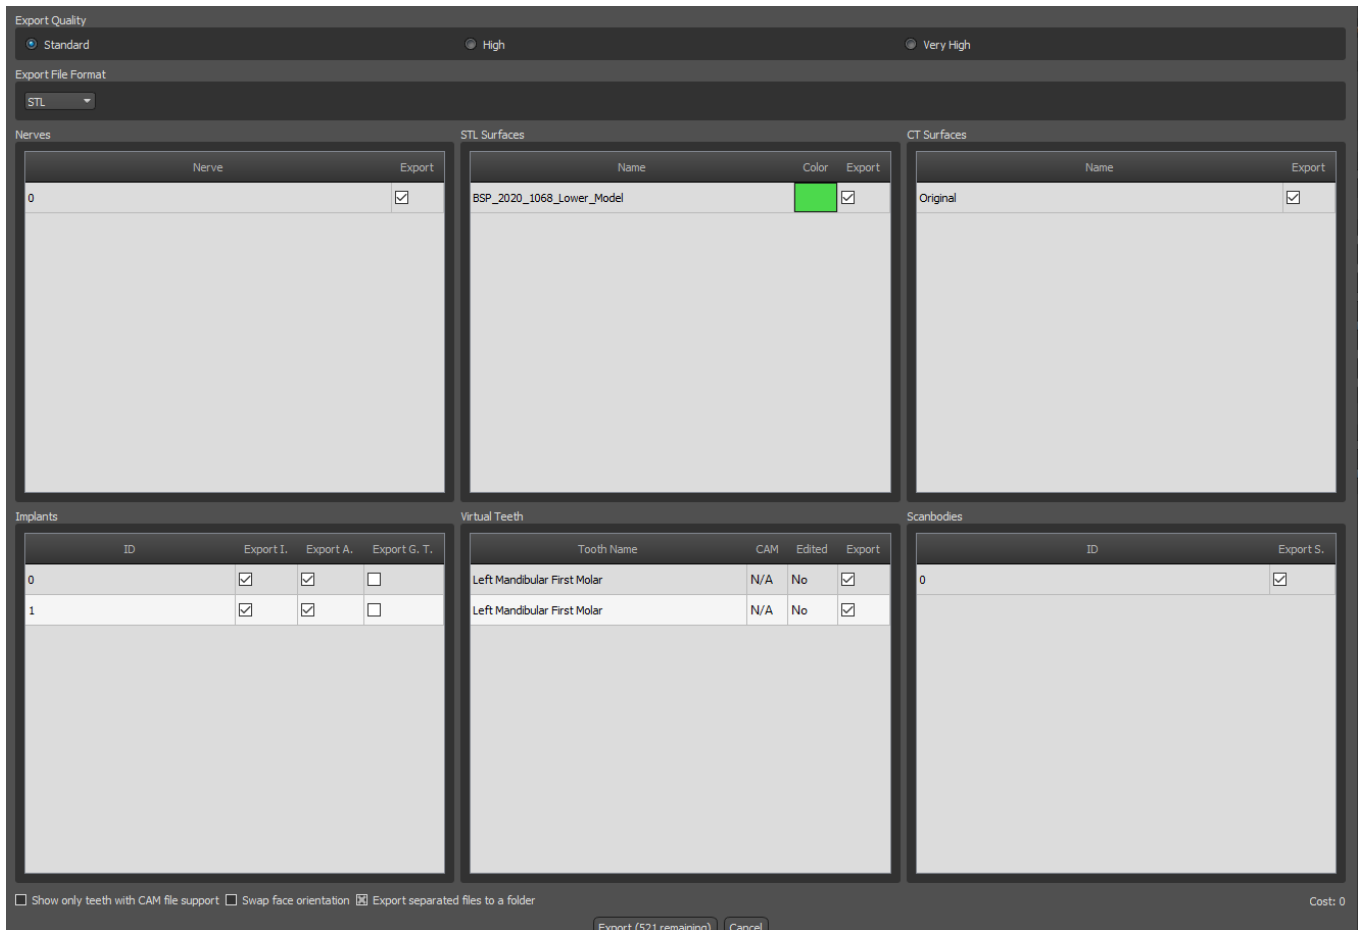 Export Quality
Standard High Very High
Export File Format
STL
Nerves STL Surfaces CT Surfaces
Nerve Export Name Color Export Name Export
0 BSP_2020_1068_Lower_Model Original
Implants Virtual Teeth Scanbodies
ID Export I. Export A. Export G. T. Tooth Name CAM Edited Export ID Export S.
0 Left Mandibular First Molar N/A No 0
1 Left Mandibular First Molar N/A No
Show only teeth with CAM file support Swap face orientation Export separated files to a folder Cost: 0
Export (521 remaining) Cancel